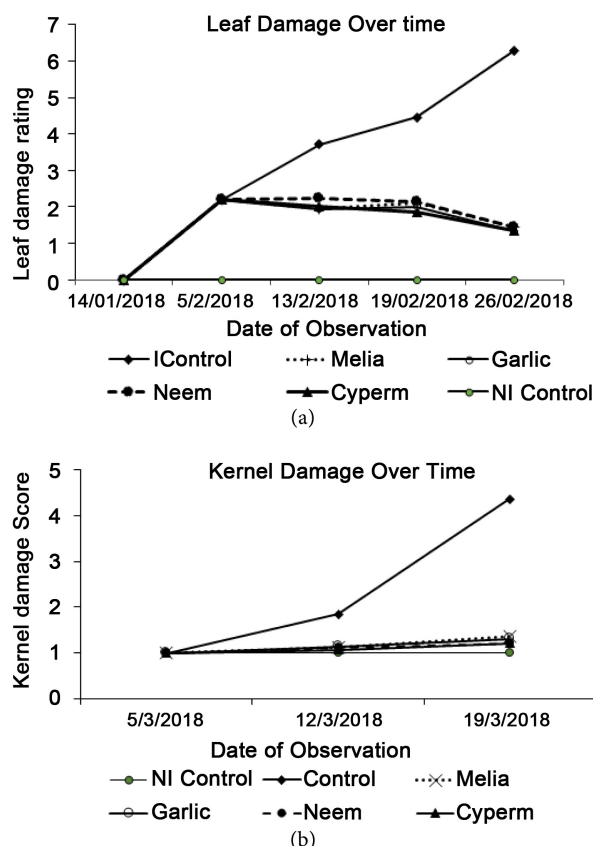 Leaf Damage Over time
7
6
5
4
3
2
1
0
Leaf damage rating
14/01/2018 5/2/2018 13/2/2018 19/02/2018 26/02/2018
Date of Observation
IControl Melia Garlic
Neem Cyperm NI Control
(a)
Kernel Damage Over Time
5
4
3
2
1
0
Kernel damage Score
5/3/2018 12/3/2018 19/3/2018
Date of Observation
NI Control Control Melia
Garlic Neem Cyperm
(b)